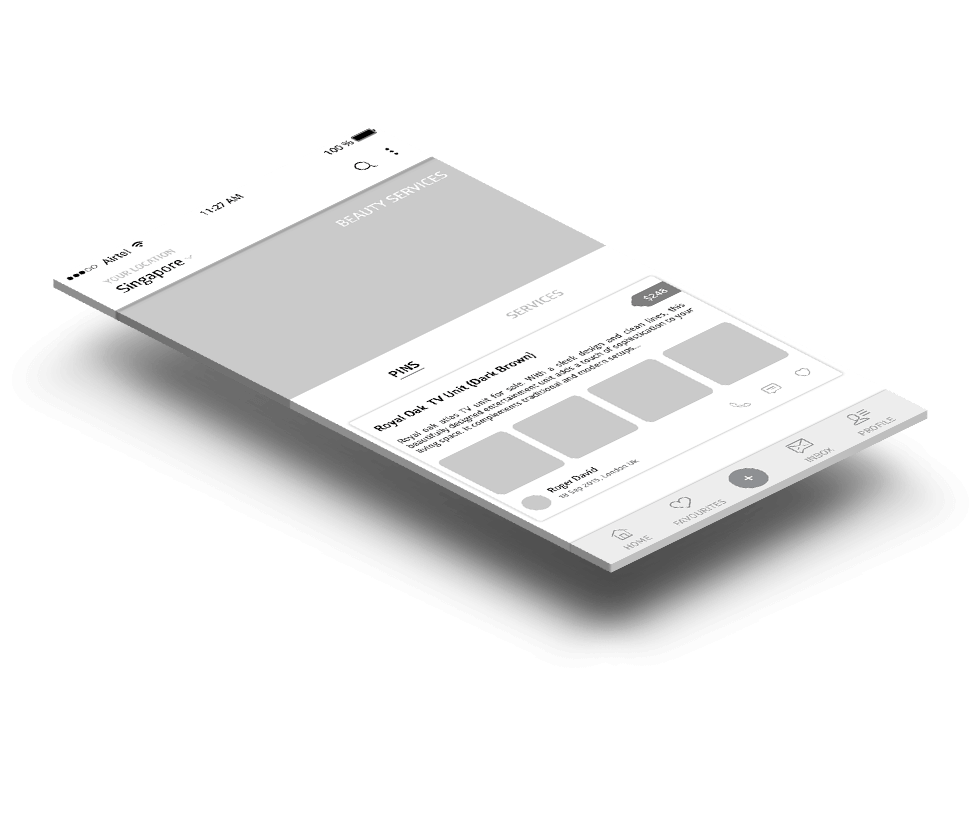 Airtel 11:27 AM 100 %
YOUR LOCATION
Singapore
BEAUTY SERVICES
PINS SERVICES
Royal Oak TV Unit (Dark Brown) $248
Royal oak atlas TV unit for sale. With a sleek design and clean lines, this
beautifully designed entertainment unit adds a touch of sophistication to your
living space. It complements traditional and modern setups...
Roger David
18 Sep 2015, London Uk
HOME FAVOURITES + INBOX PROFILE